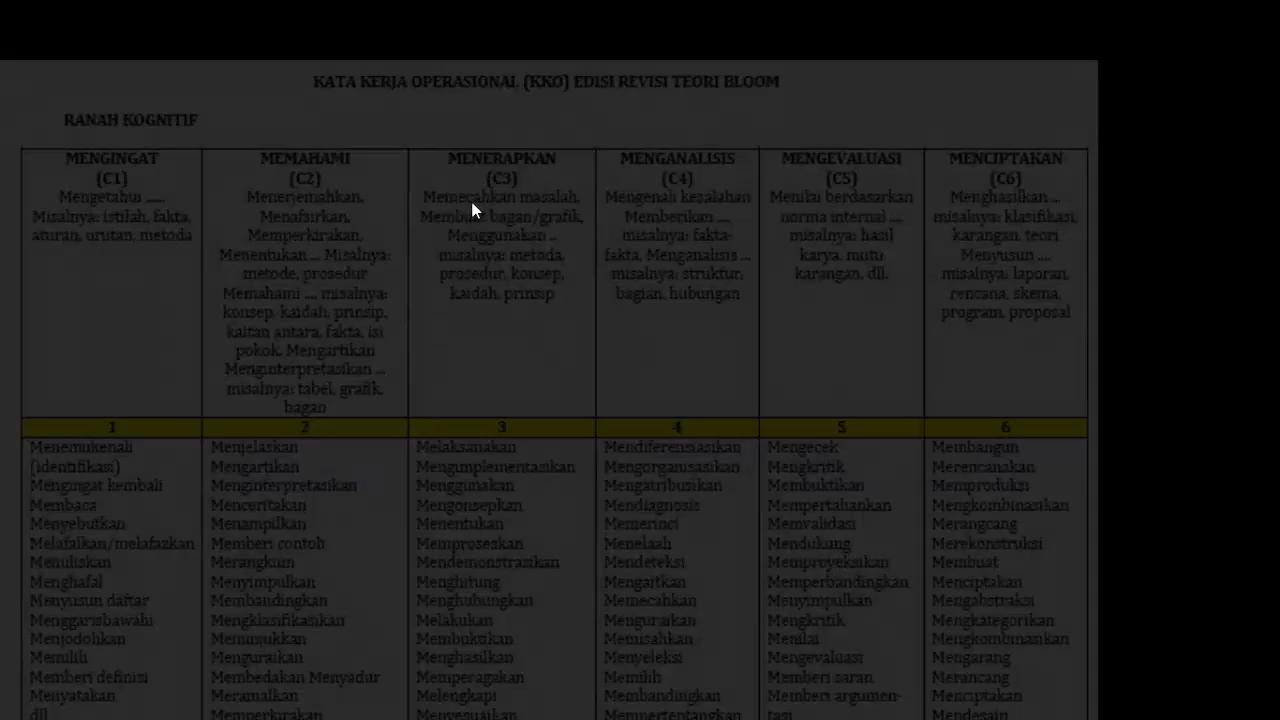 KATA KERJA OPERASIONAL (KKO) EDISI REVISI TEORI BLOOM
RANAH KOGNITIF
MENGINGAT
(C1)
Mengetahui ......
Misalnya: istilah, fakta,
aturan, urutan, metoda
MEMAHAMI
(C2)
Menerjemahkan,
Menafsirkan,
Memperkirakan,
Menentukan ... Misalnya:
metode, prosedur
Memahami .... misalnya:
konsep, kaidah, prinsip,
kaitan antara, fakta, isi
pokok, Mengartikan
Menginterpretasikan ...
misalnya: tabel, grafik,
bagan
MENERAPKAN
(C3)
Memecahkan masalah,
Membuat bagan/grafik,
Menggunakan ..
misalnya: metoda,
prosedur, konsep,
kaidah, prinsip
MENGANALISIS
(C4)
Mengenali kesalahan
Memberikan ....
misalnya: fakta-
fakta, Menganalisis ...
misalnya: struktur,
bagian, hubungan
MENGEVALUASI
(C5)
Menilai berdasarkan
norma internal ....
misalnya: hasil
karya, mutu
karangan, dll.
MENCIPTAKAN
(C6)
Menghasilkan ...
misalnya: klasifikasi,
karangan, teori
Menyusun ....
misalnya: laporan,
rencana, skema,
program, proposal
1
2
3
4
5
6
Menemukenali
(identifikasi)
Mengingat kembali
Membaca
Menyebutkan
Melafalkan/melafazkan
Menuliskan
Menghafal
Menyusun daftar
Menggarisbawahi
Menjodohkan
Memilih
Memberi definisi
Menyatakan
dll
Menjelaskan
Mengartikan
Menginterpretasikan
Menceritakan
Menampilkan
Memberi contoh
Merangkum
Menyimpulkan
Membandingkan
Mengklasifikasikan
Menunjukkan
Menguraikan
Membedakan Menyadur
Meramalkan
Memperkirakan
Melaksanakan
Mengimplementasikan
Menggunakan
Mengonsepkan
Menentukan
Memproseskan
Mendemonstrasikan
Menghitung
Menghubungkan
Melakukan
Membuktikan
Menghasilkan
Memperagakan
Melengkapi
Menyesuaikan
Mendiferensiasikan
Mengorganisasikan
Mengatribusikan
Mendiagnosis
Memerinci
Menelaah
Mendeteksi
Mengaitkan
Memecahkan
Menguraikan
Memisahkan
Menyeleksi
Memilih
Membandingkan
Mempertentangkan
Mengecek
Mengkritik
Membuktikan
Mempertahankan
Memvalidasi
Mendukung
Memproyeksikan
Memperbandingkan
Menyimpulkan
Mengkritik
Menilai
Mengevaluasi
Memberi saran
Memberi argumen-
tasi
Membangun
Merencanakan
Memproduksi
Mengkombinasikan
Merangcang
Merekonstruksi
Membuat
Menciptakan
Mengabstraksi
Mengkategorikan
Mengkombinasikan
Mengarang
Merancang
Menciptakan
Mendesain